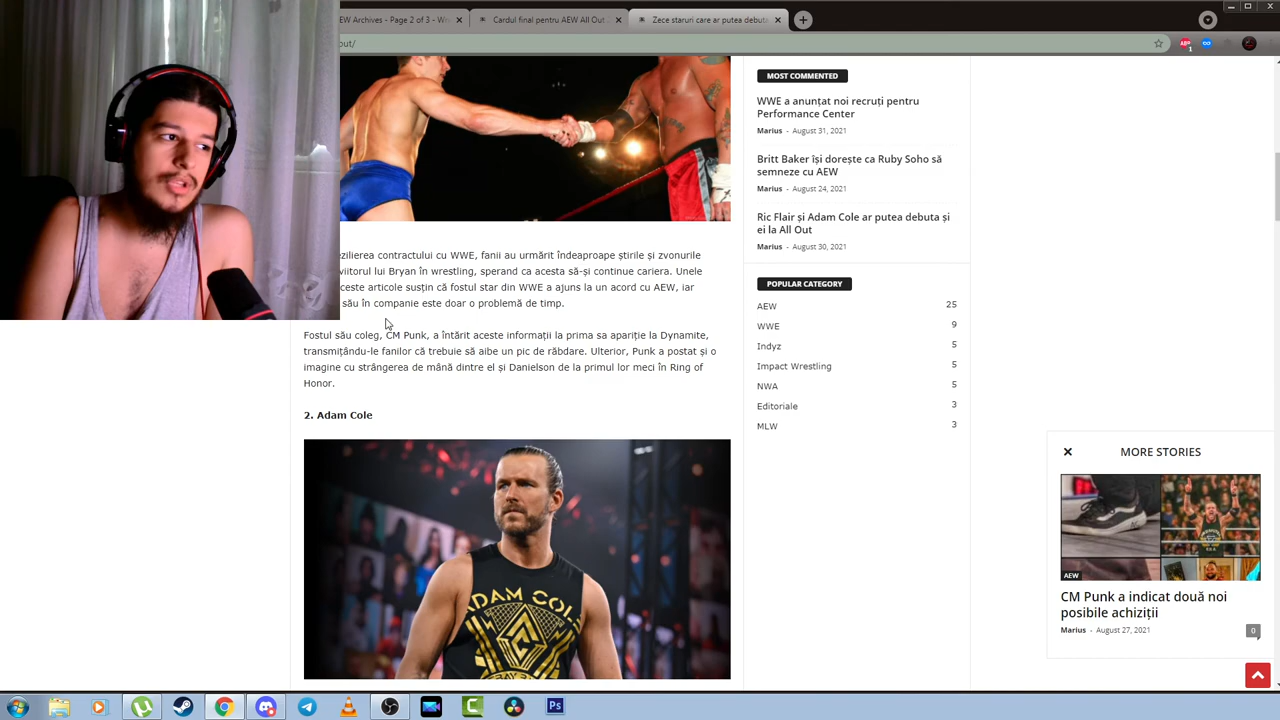 EW Archives - Page 2 of 3 - Wr
Cardul final pentru AEW All Out 2
Zece staruri care ar putea debuta
out/
ABP
1
MOST COMMENTED
WWE a anunțat noi recruți pentru
Performance Center
Marius - August 31, 2021
Britt Baker își dorește ca Ruby Soho să
semneze cu AEW
Marius - August 24, 2021
Ric Flair și Adam Cole ar putea debuta și
ei la All Out
Marius - August 30, 2021
ezilierea contractului cu WWE, fanii au urmărit îndeaproape știrile și zvonurile
viitorul lui Bryan în wrestling, sperand ca acesta să-și continue cariera. Unele
ceste articole susțin că fostul star din WWE a ajuns la un acord cu AEW, iar
său în companie este doar o problemă de timp.
Fostul său coleg, CM Punk, a întărit aceste informații la prima sa apariție la Dynamite,
transmițându-le fanilor că trebuie să aibe un pic de răbdare. Ulterior, Punk a postat și o
imagine cu strângerea de mână dintre el și Danielson de la primul lor meci în Ring of
Honor.
2. Adam Cole
ADAM COL
POPULAR CATEGORY
AEW 25
WWE 9
Indyz 5
Impact Wrestling 5
NWA 5
Editoriale 3
MLW 3
MORE STORIES
AEW
CM Punk a indicat două noi
posibile achiziții
Marius - August 27, 2021
0
Ps